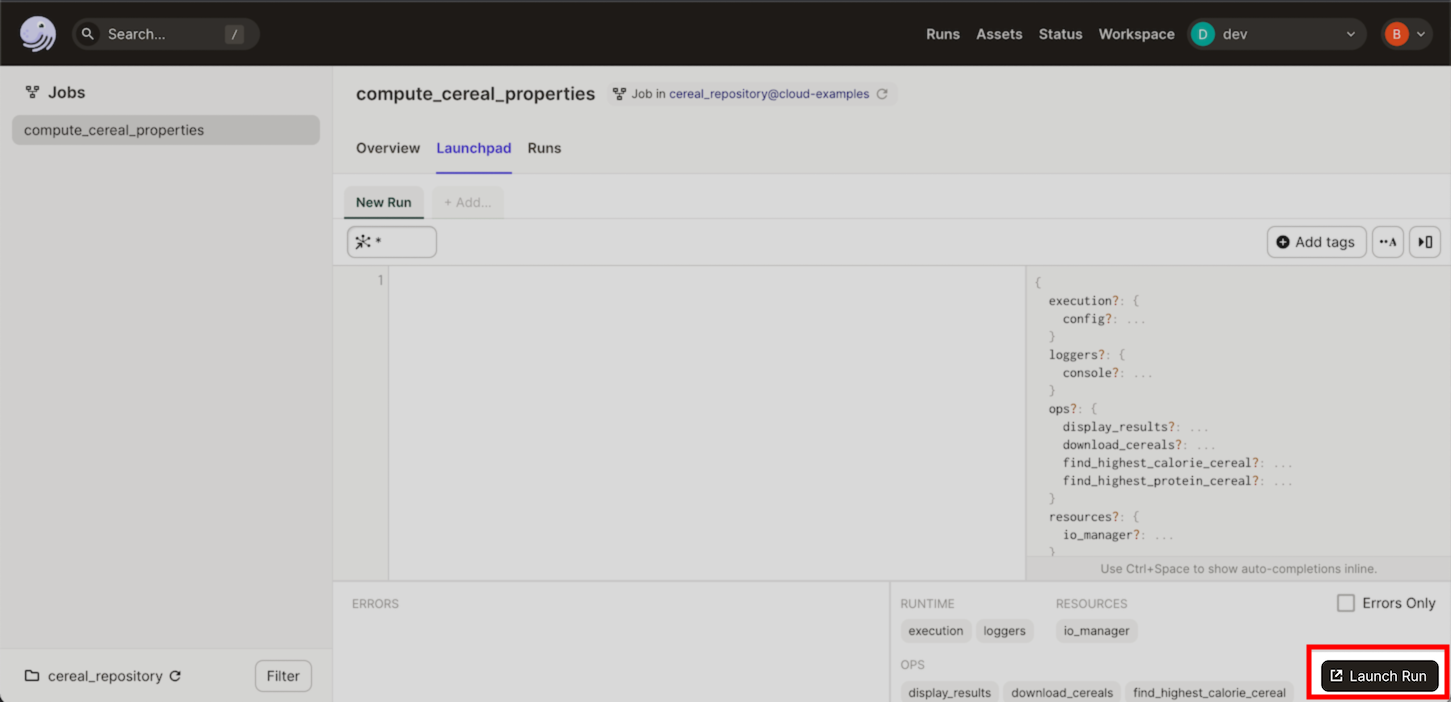 Search... /
Runs Assets Status Workspace D dev B
Jobs
compute_cereal_properties
compute_cereal_properties Job in cereal_repository@cloud-examples
Overview Launchpad Runs
New Run + Add...
*
Add tags ••A
1
{
execution?: {
config?: ...
}
loggers?: {
console?: ...
}
ops?: {
display_results?: ...
download_cereals?: ...
find_highest_calorie_cereal?: ...
find_highest_protein_cereal?: ...
}
resources?: {
io_manager?: ...
}
Use Ctrl+Space to show auto-completions inline.
ERRORS
RUNTIME RESOURCES
Errors Only
execution loggers io_manager
OPS
display_results download_cereals find_highest_calorie_cereal
cereal_repository Filter
Launch Run